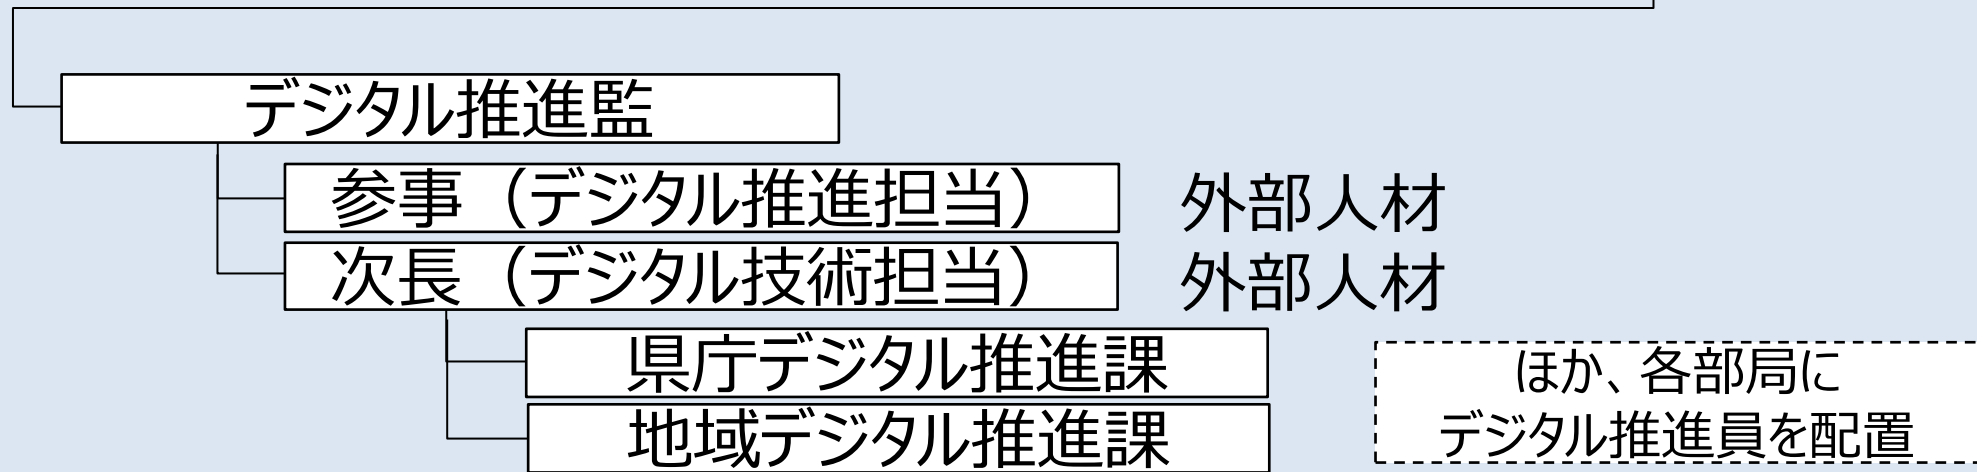 デジタル推進監
参事（デジタル推進担当）
外部人材
次長（デジタル技術担当）
外部人材
県庁デジタル推進課
地域デジタル推進課
ほか、各部局に
デジタル推進員を配置